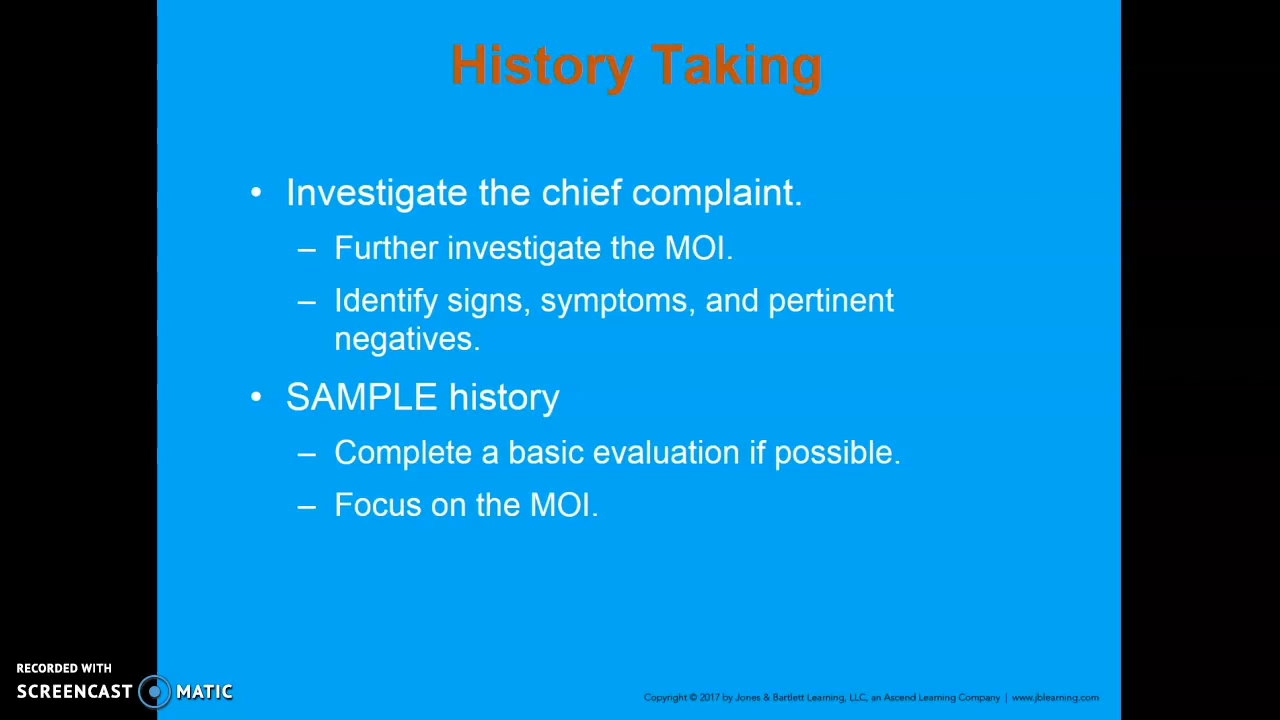 History Taking
• Investigate the chief complaint.
– Further investigate the MOI.
– Identify signs, symptoms, and pertinent
negatives.
• SAMPLE history
– Complete a basic evaluation if possible.
– Focus on the MOI.
RECORDED WITH
SCREENCAST MATIC
Copyright © 2017 by Jones & Bartlett Learning, LLC, an Ascend Learning Company | www.jblearning.com